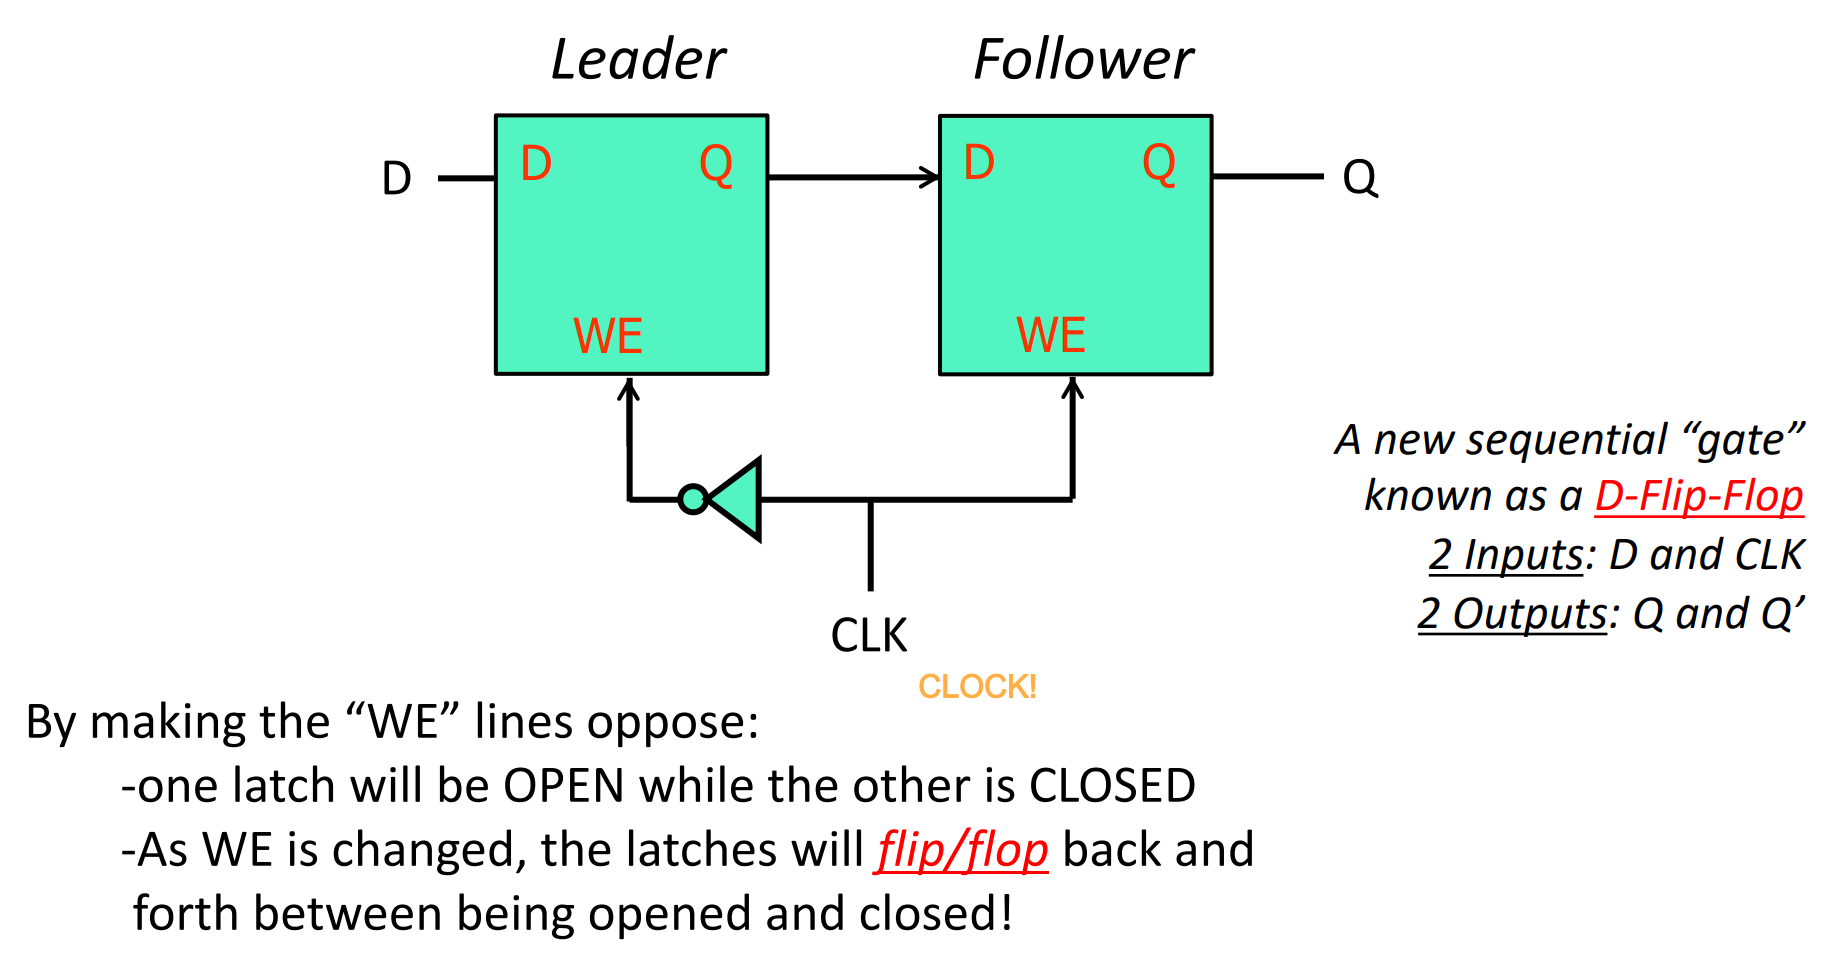 Leader
Follower
D
D
Q
D
Q
Q
WE
WE
A new sequential “gate”
known as a D-Flip-Flop
2 Inputs: D and CLK
2 Outputs: Q and Q’
CLK
CLOCK!
By making the “WE” lines oppose:
-one latch will be OPEN while the other is CLOSED
-As WE is changed, the latches will flip/flop back and
forth between being opened and closed!